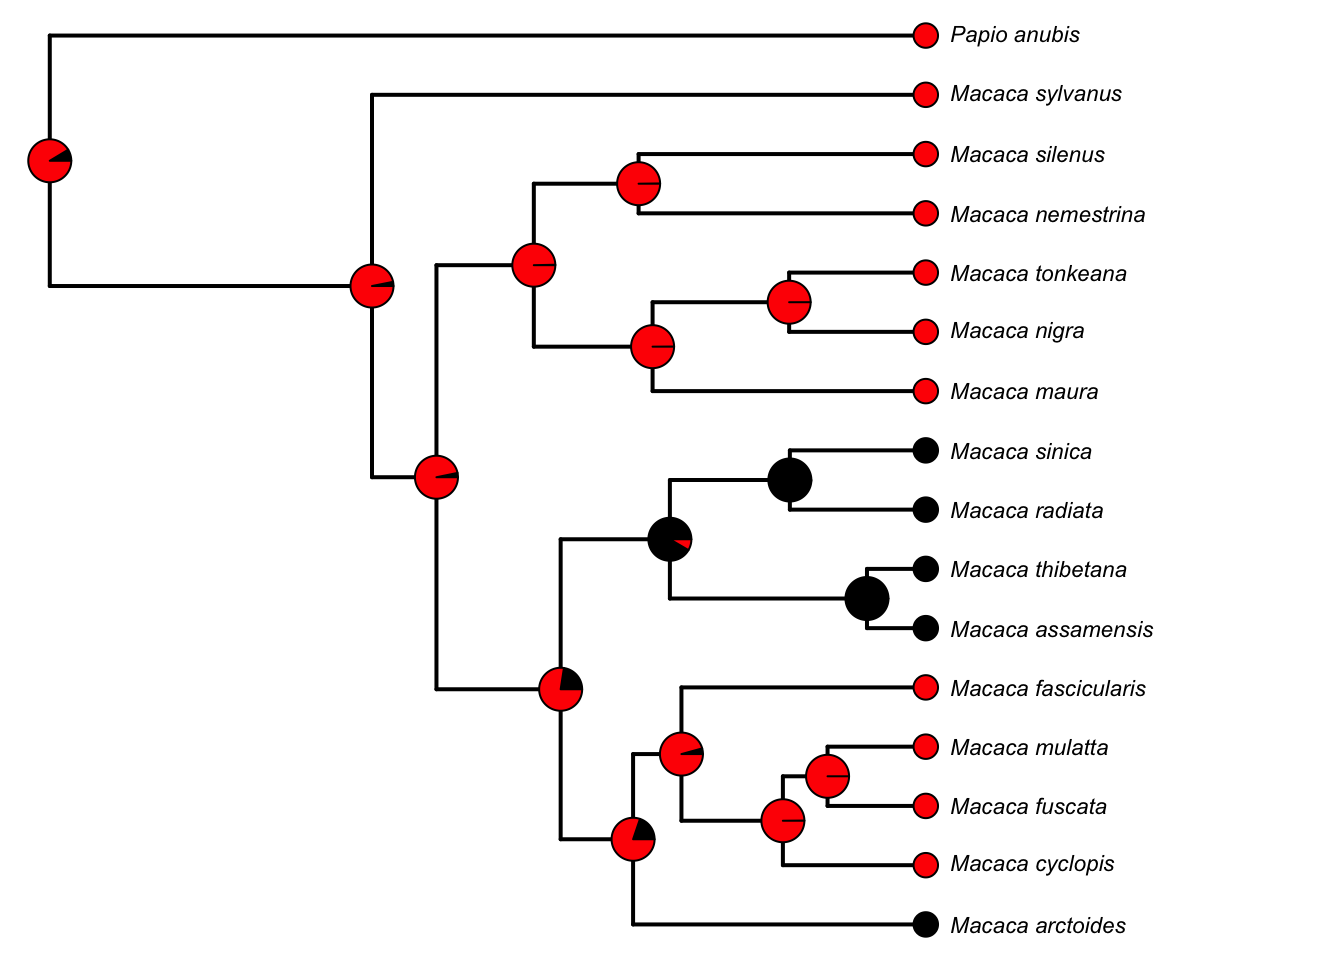 Papio anubis
Macaca sylvanus
Macaca silenus
Macaca nemestrina
Macaca tonkeana
Macaca nigra
Macaca maura
Macaca sinica
Macaca radiata
Macaca thibetana
Macaca assamensis
Macaca fascicularis
Macaca mulatta
Macaca fuscata
Macaca cyclopis
Macaca arctoides